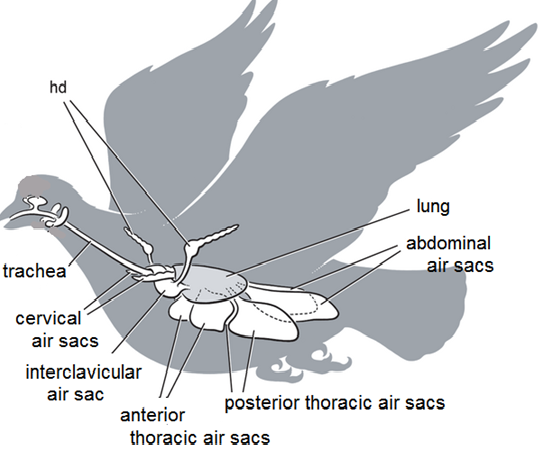 hd
lung
abdominal
air sacs
trachea
cervical
air sacs
interclavicular
air sac
anterior
thoracic air sacs
posterior thoracic air sacs